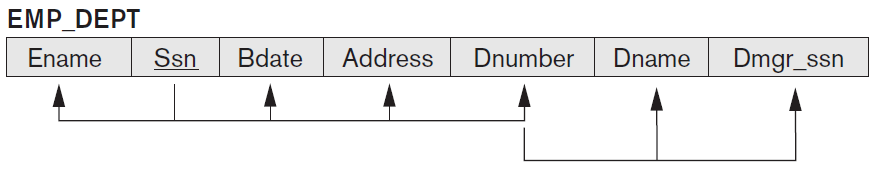 EMP_DEPT
Ename Ssn Bdate Address Dnumber Dname Dmgr_ssn